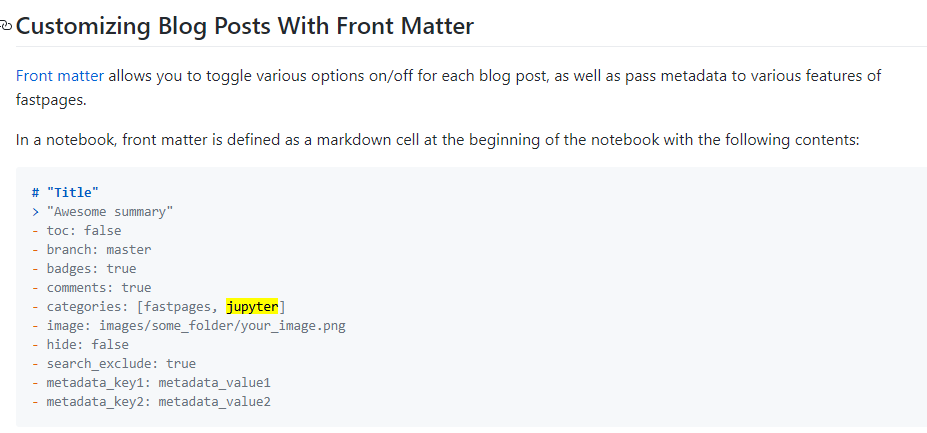 Customizing Blog Posts With Front Matter
Front matter allows you to toggle various options on/off for each blog post, as well as pass metadata to various features of
fastpages.
In a notebook, front matter is defined as a markdown cell at the beginning of the notebook with the following contents:
# "Title"
> "Awesome summary"
- toc: false
- branch: master
- badges: true
- comments: true
- categories: [fastpages, jupyter]
- image: images/some_folder/your_image.png
- hide: false
- search_exclude: true
- metadata_key1: metadata_value1
- metadata_key2: metadata_value2